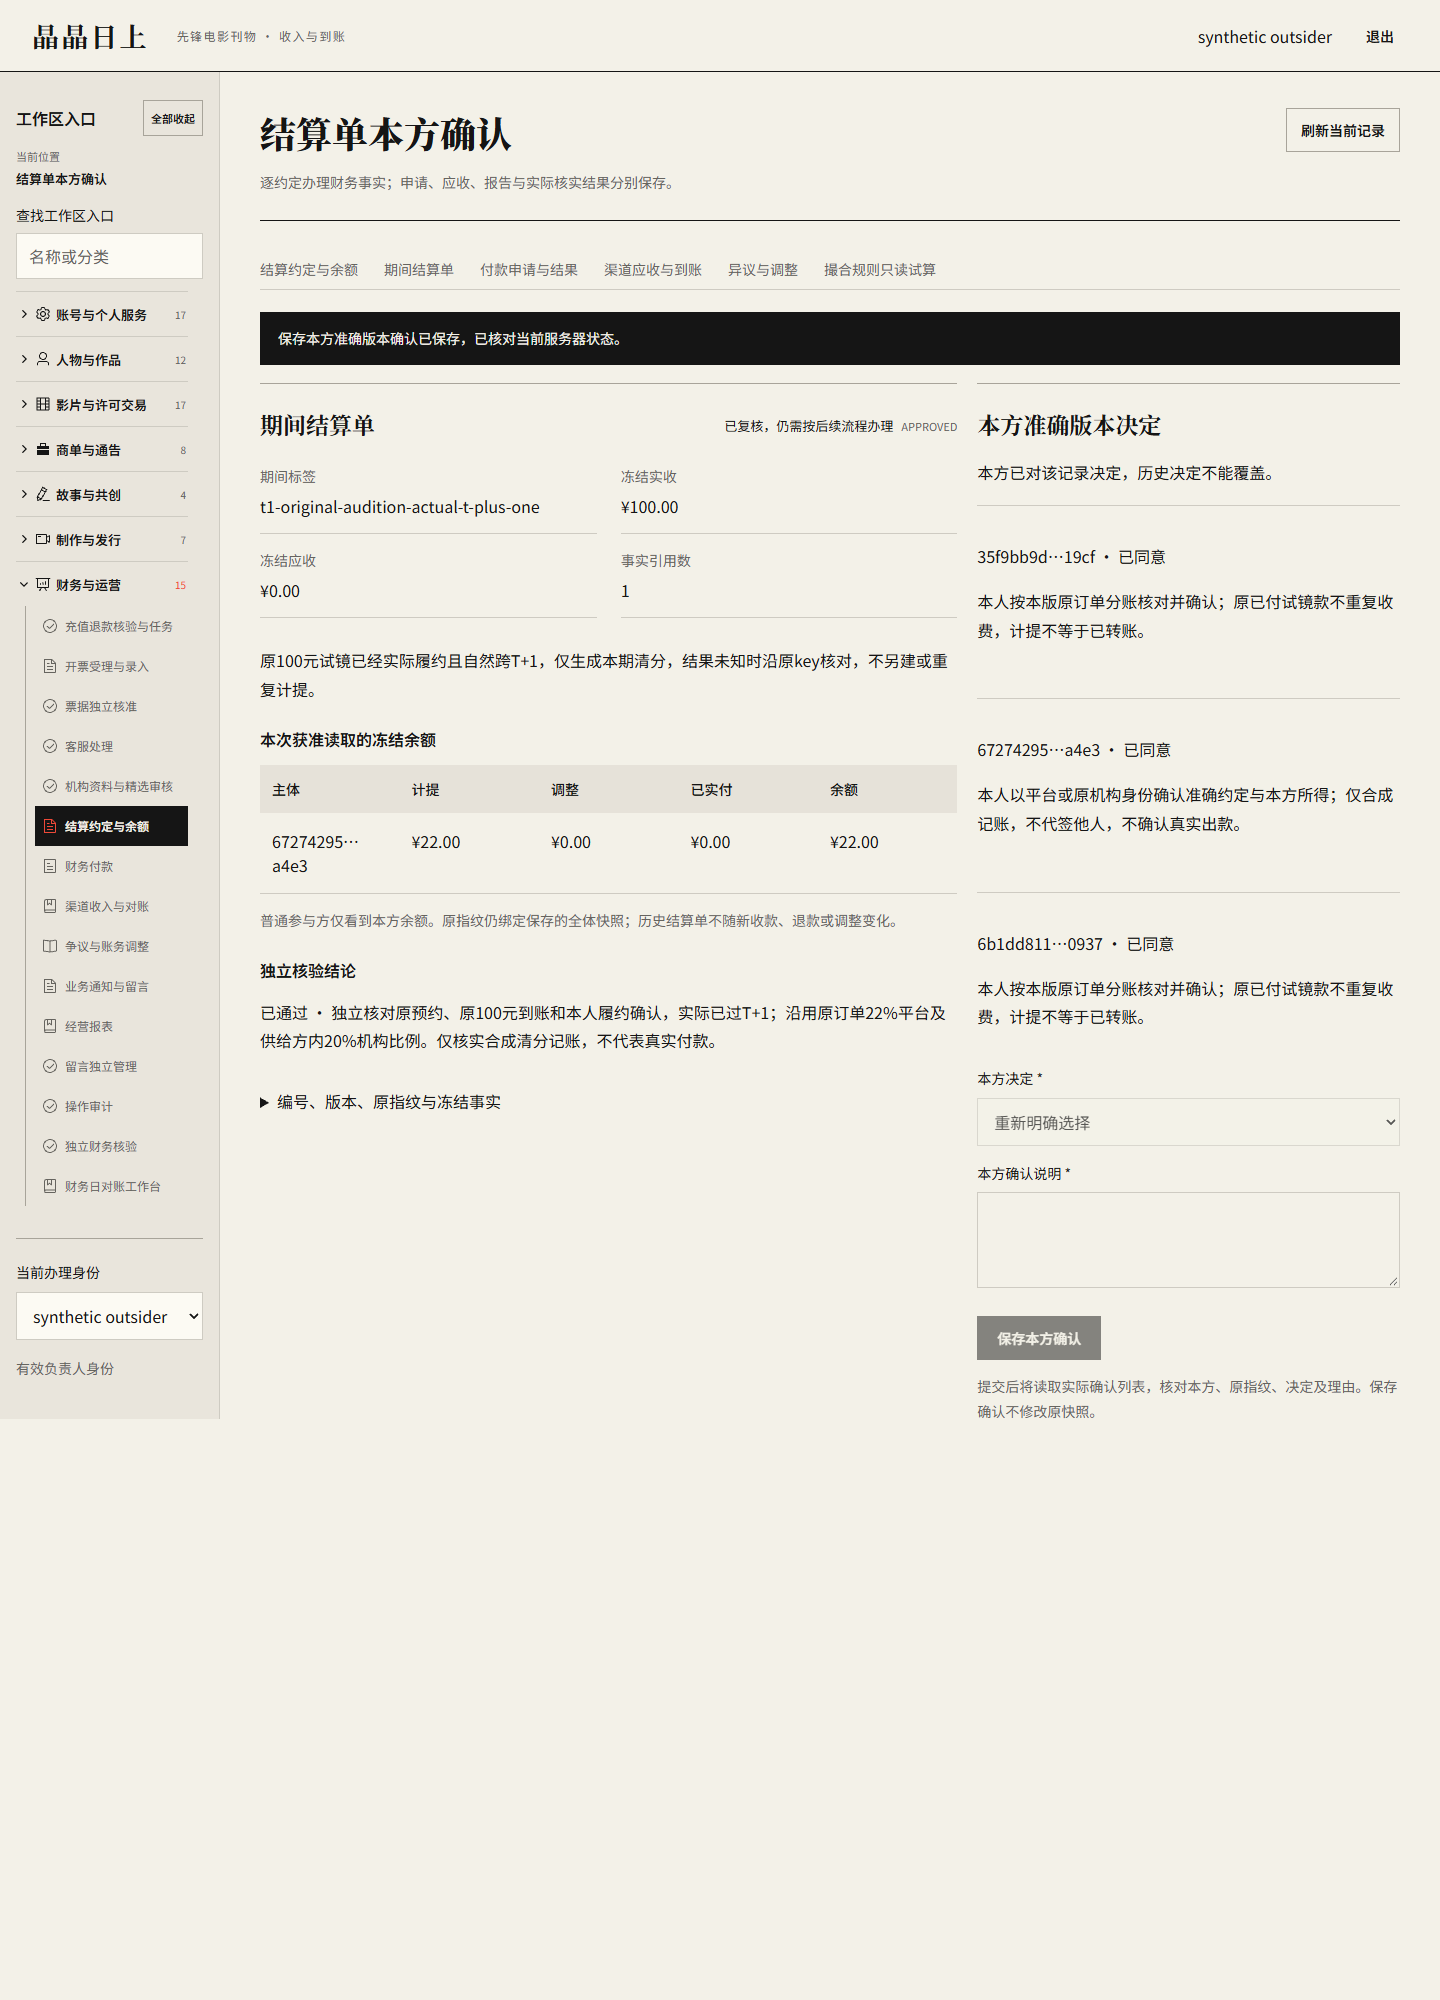 晶晶日上
先锋电影刊物 · 收入与到账
synthetic outsider
退出
工作区入口
全部收起
当前位置
结算单本方确认
查找工作区入口
名称或分类
账号与个人服务 17
人物与作品 12
影片与许可交易 17
商单与通告 8
故事与共创 4
制作与发行 7
财务与运营 15
充值退款核验与任务
开票受理与录入
票据独立核准
客服处理
机构资料与精选审核
结算约定与余额
财务付款
渠道收入与对账
争议与账务调整
业务通知与留言
经营报表
留言独立管理
操作审计
独立财务核验
财务日对账工作台
当前办理身份
synthetic outsider
有效负责人身份
结算单本方确认
刷新当前记录
逐约定办理财务事实；申请、应收、报告与实际核实结果分别保存。
结算约定与余额 期间结算单 付款申请与结果 渠道应收与到账 异议与调整 撮合规则只读试算
保存本方准确版本确认已保存，已核对当前服务器状态。
期间结算单
已复核，仍需按后续流程办理 APPROVED
期间标签
t1-original-audition-actual-t-plus-one
冻结实收
¥100.00
冻结应收
¥0.00
事实引用数
1
原100元试镜已经实际履约且自然跨T+1，仅生成本期清分，结果未知时沿原key核对，不另建或重
复计提。
本次获准读取的冻结余额
主体 计提 调整 已实付 余额
67274295…
a4e3
¥22.00 ¥0.00 ¥0.00 ¥22.00
普通参与方仅看到本方余额。原指纹仍绑定保存的全体快照；历史结算单不随新收款、退款或调整变化。
独立核验结论
已通过 · 独立核对原预约、原100元到账和本人履约确认，实际已过T+1；沿用原订单22%平台及
供给方内20%机构比例。仅核实合成清分记账，不代表真实付款。
编号、版本、原指纹与冻结事实
本方准确版本决定
本方已对该记录决定，历史决定不能覆盖。
35f9bb9d…19cf · 已同意
本人按本版原订单分账核对并确认；原已付试镜款不重复收
费，计提不等于已转账。
67274295…a4e3 · 已同意
本人以平台或原机构身份确认准确约定与本方所得；仅合成
记账，不代签他人，不确认真实出款。
6b1dd811…0937 · 已同意
本人按本版原订单分账核对并确认；原已付试镜款不重复收
费，计提不等于已转账。
本方决定 *
重新明确选择
本方确认说明 *
保存本方确认
提交后将读取实际确认列表，核对本方、原指纹、决定及理由。保存
确认不修改原快照。